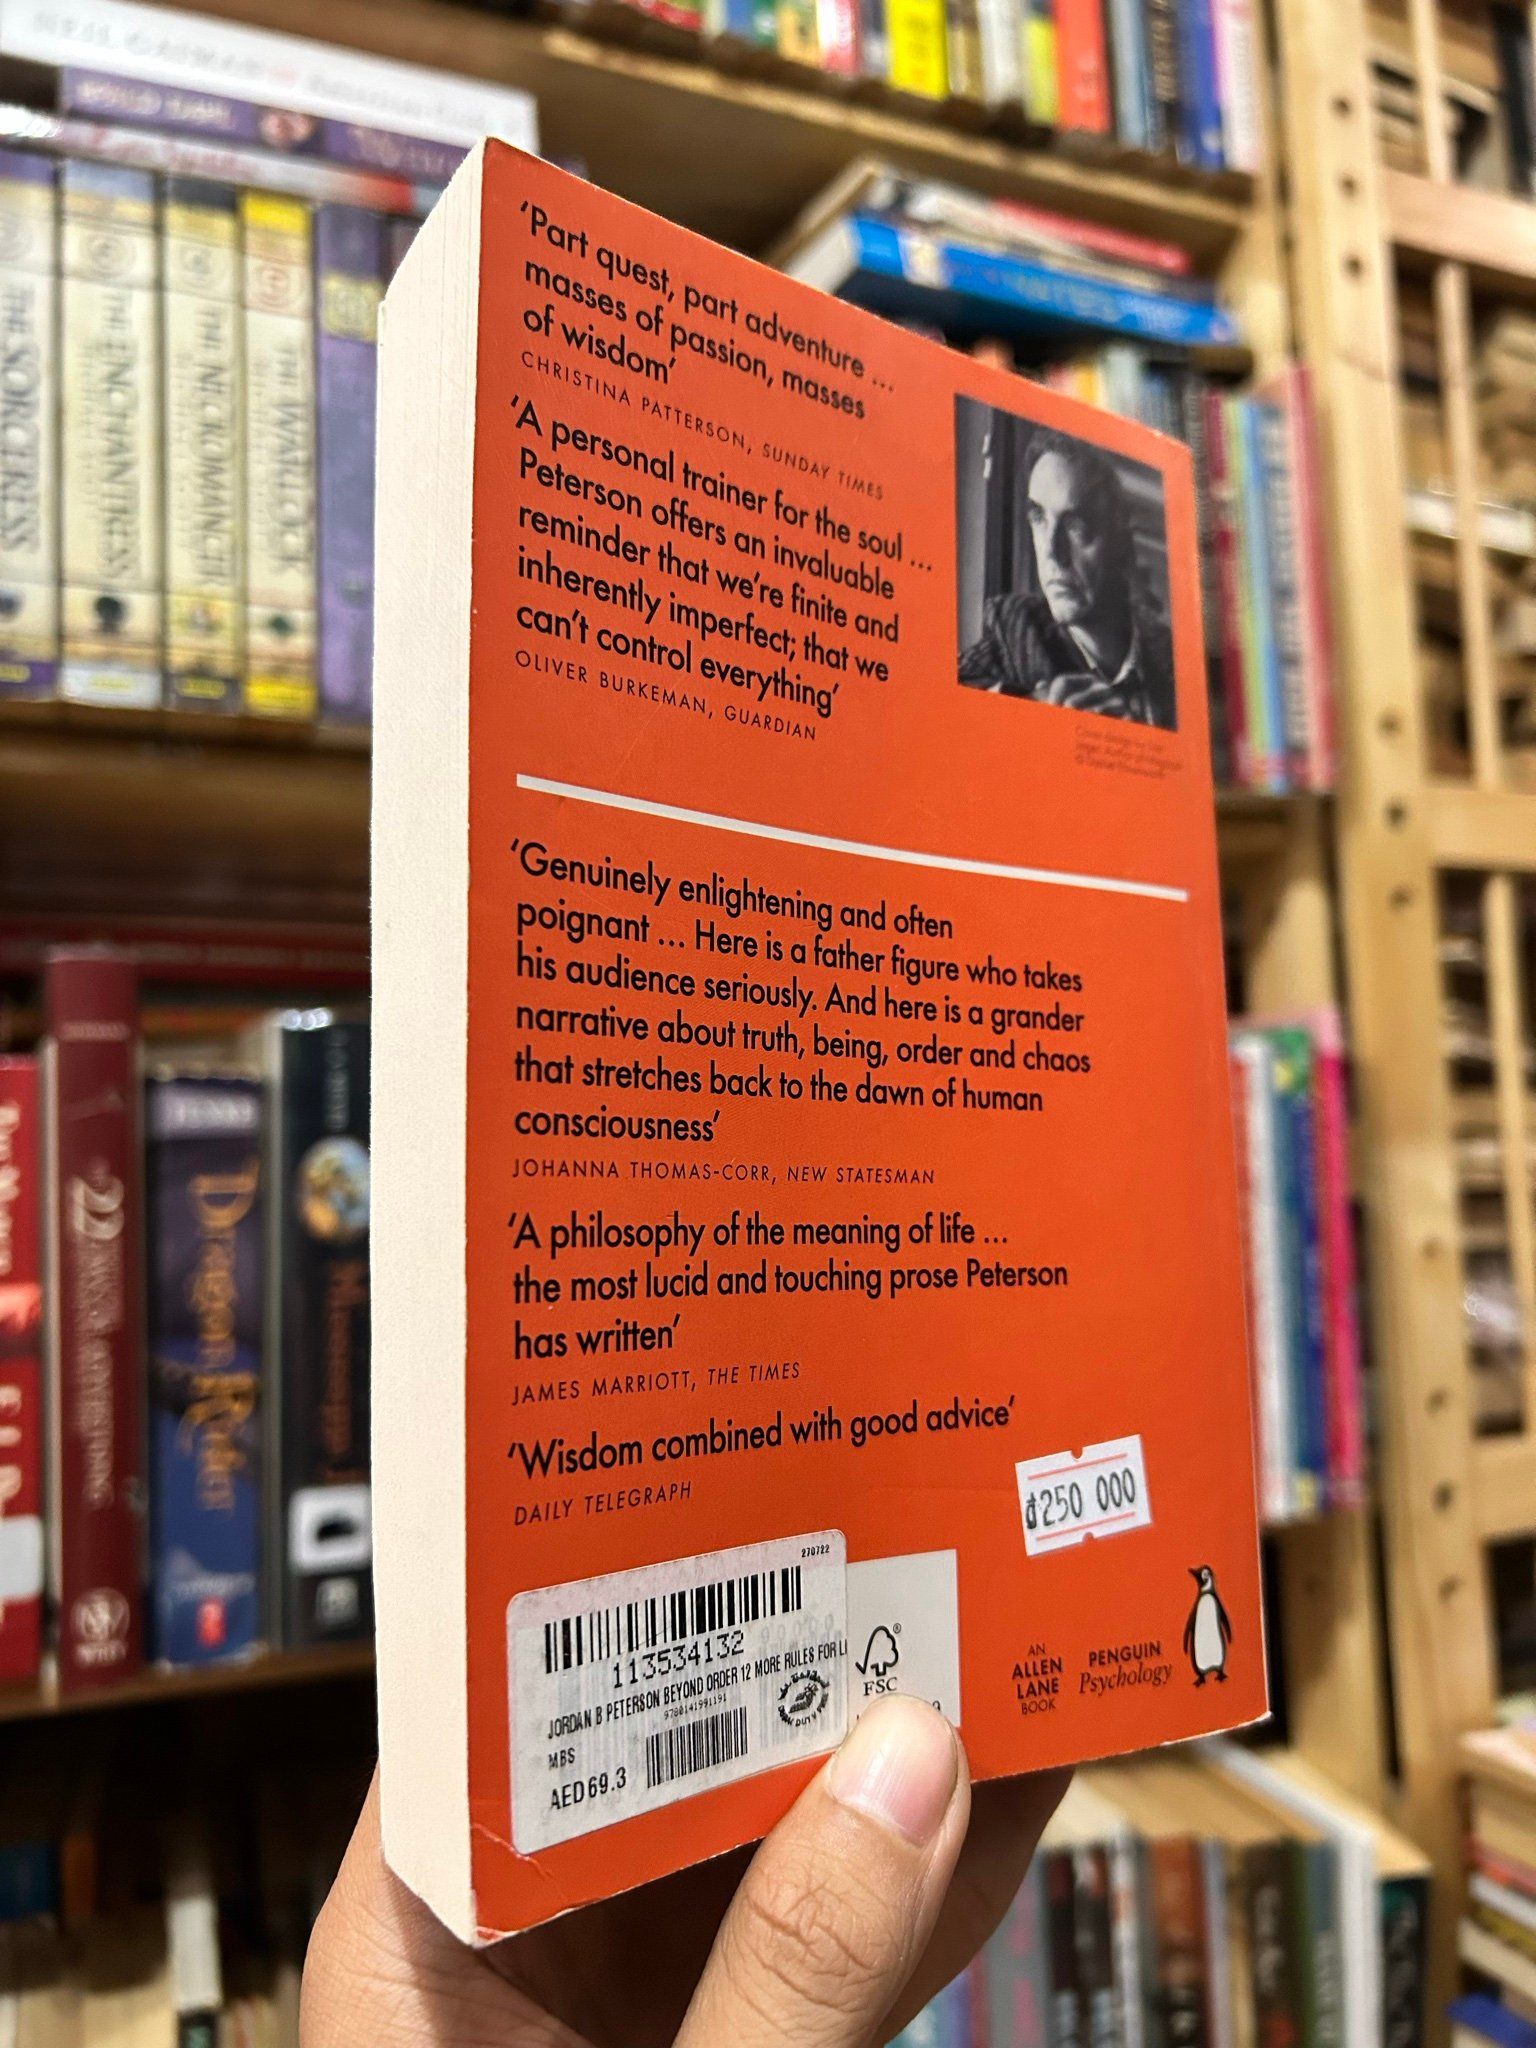 'Part quest, part adventure ...
masses of passion, masses
of wisdom'
CHRISTINA PATTERSON, SUNDAY TIMES
'A personal trainer for the soul ...
Peterson offers an invaluable
reminder that we're finite and
inherently imperfect; that we
can't control everything'
OLIVER BURKEMAN, GUARDIAN
'Genuinely enlightening and often
poignant ... Here is a father figure who takes
his audience seriously. And here is a grander
narrative about truth, being, order and chaos
that stretches back to the dawn of human
consciousness'
JOHANNA THOMAS-CORR, NEW STATESMAN
'A philosophy of the meaning of life ...
the most lucid and touching prose Peterson
has written'
JAMES MARRIOTT, THE TIMES
'Wisdom combined with good advice'
DAILY TELEGRAPH
đ250 000
270722
113534132
JORDAN B PETERSON BEYOND ORDER 12 MORE RULES FOR LI
9780141991191
MBS
AED69.3
FSC
AN
ALLEN
LANE
BOOK
PENGUIN
Psychology
THE SORCERESS
THE ENCHANTRESS
THE NECROMANCER
THE WARLOCK
Dragon Rider